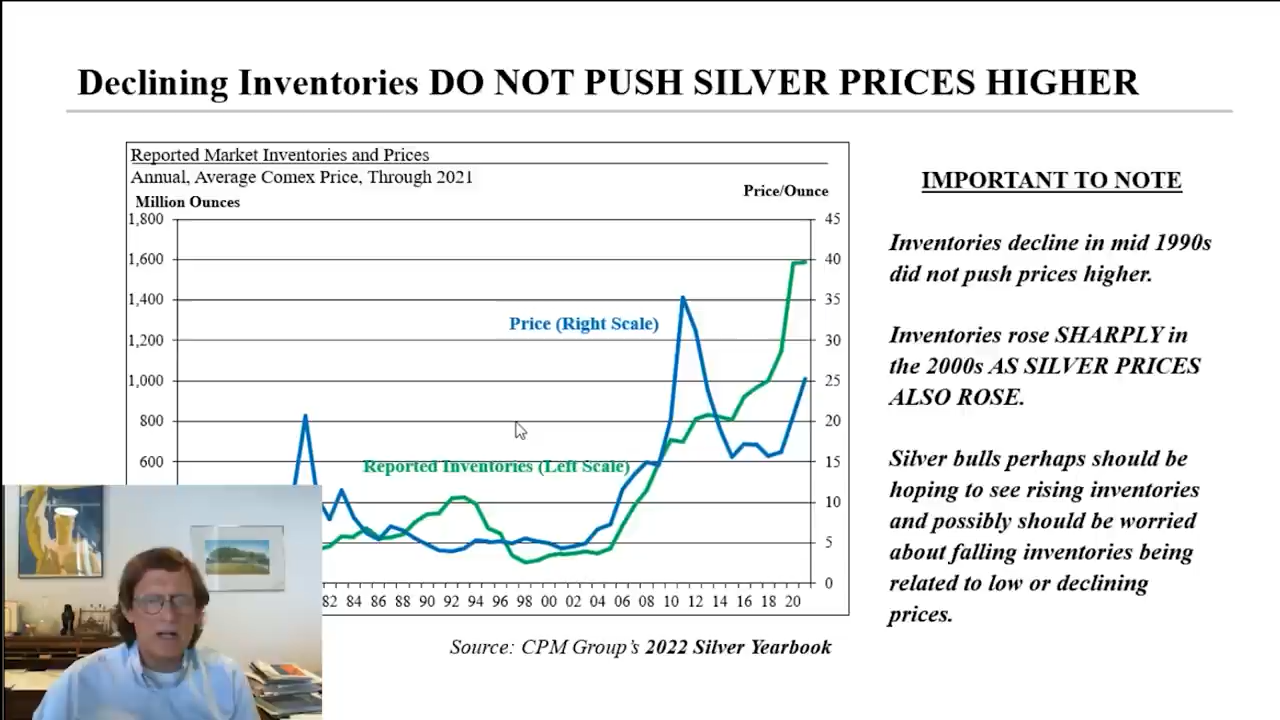 Declining Inventories DO NOT PUSH SILVER PRICES HIGHER
Reported Market Inventories and Prices
Annual, Average Comex Price, Through 2021
Million Ounces
Price/Ounce
1,800
1,600
1,400
1,200
1,000
800
600
45
40
35
30
25
20
15
10
5
0
Price (Right Scale)
Reported Inventories (Left Scale)
82 84 86 88 90 92 94 96 98 00 02 04 06 08 10 12 14 16 18 20
Source: CPM Group's 2022 Silver Yearbook
IMPORTANT TO NOTE
Inventories decline in mid 1990s
did not push prices higher.
Inventories rose SHARPLY in
the 2000s AS SILVER PRICES
ALSO ROSE.
Silver bulls perhaps should be
hoping to see rising inventories
and possibly should be worried
about falling inventories being
related to low or declining
prices.